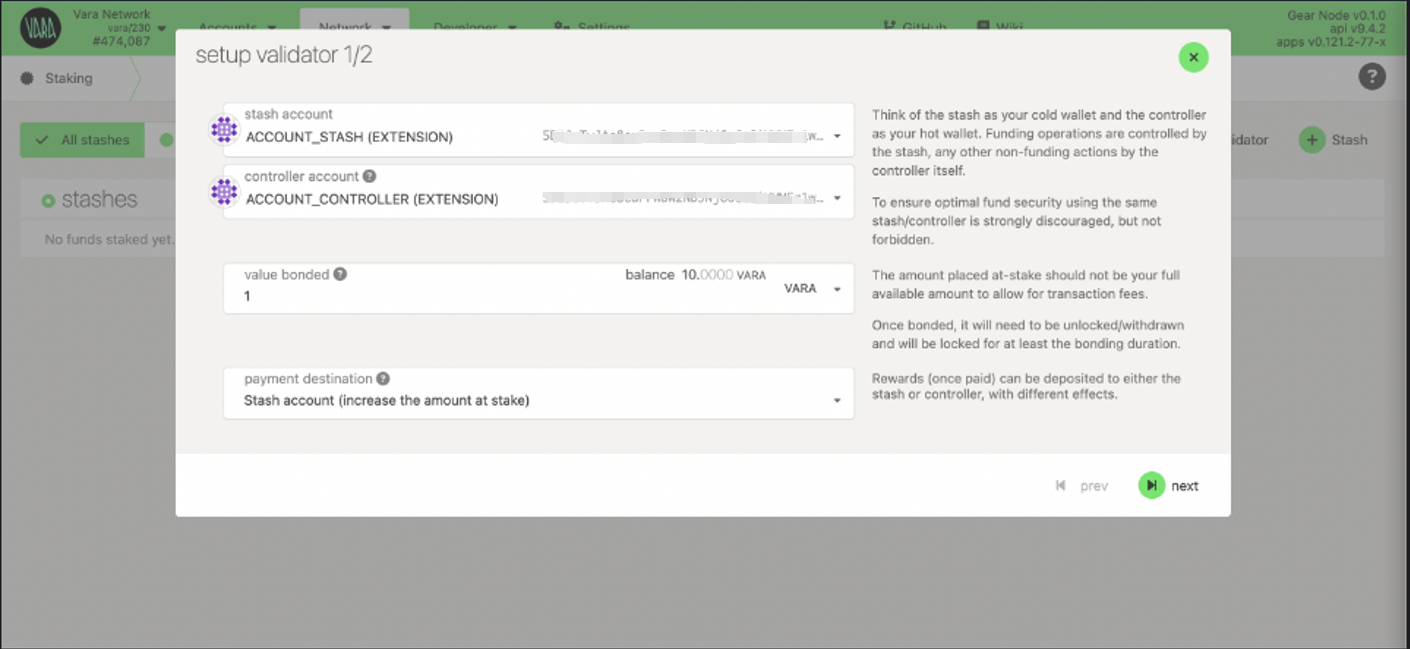 VARA
Vara Network
vara/230
#474,087
Accounts
Network
Developer
Settings
GitHub
Wiki
Gear Node v0.1.0
api v9.4.2
apps v0.121.2-77-x
Staking
?
All stashes
idator
+ Stash
stashes
No funds staked yet.
setup validator 1/2
stash account
ACCOUNT_STASH (EXTENSION)
controller account ?
ACCOUNT_CONTROLLER (EXTENSION)
Think of the stash as your cold wallet and the controller
as your hot wallet. Funding operations are controlled by
the stash, any other non-funding actions by the
controller itself.
To ensure optimal fund security using the same
stash/controller is strongly discouraged, but not
forbidden.
value bonded ?
balance 10.0000 VARA
1
VARA
The amount placed at-stake should not be your full
available amount to allow for transaction fees.
Once bonded, it will need to be unlocked/withdrawn
and will be locked for at least the bonding duration.
payment destination ?
Stash account (increase the amount at stake)
Rewards (once paid) can be deposited to either the
stash or controller, with different effects.
prev
next